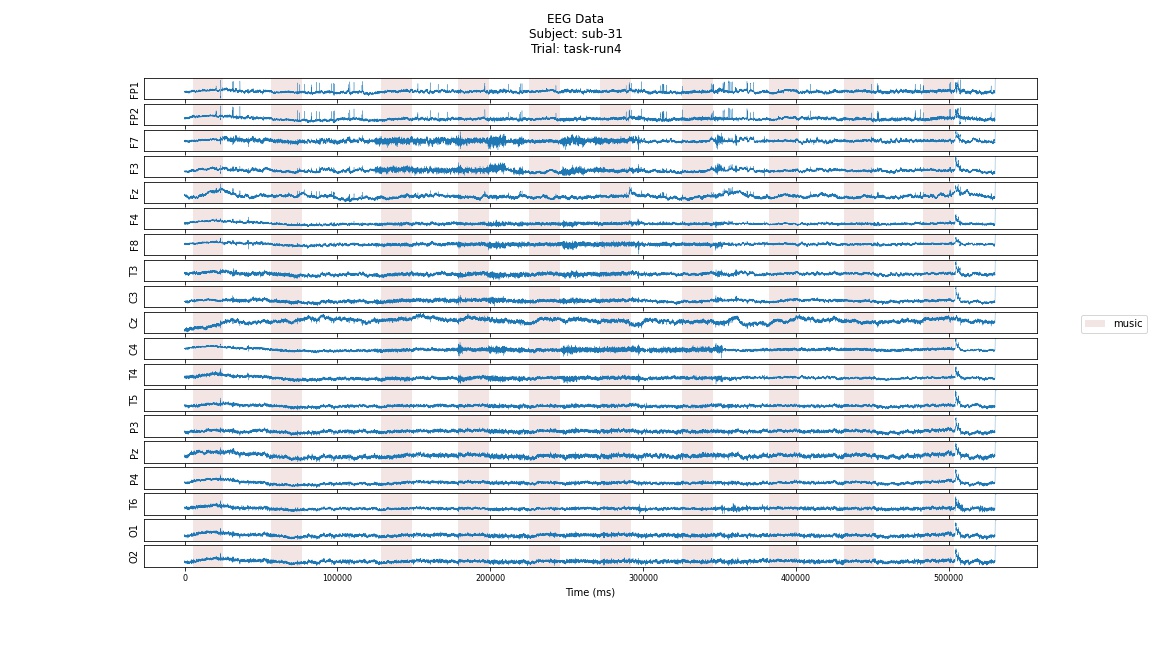 EEG Data
Subject: sub-31
Trial: task-run4
FP1
FP2
F7
F3
Fz
F4
F8
T3
C3
Cz
C4
T4
T5
P3
Pz
P4
T6
O1
O2
music
0 100000 200000 300000 400000 500000
Time (ms)